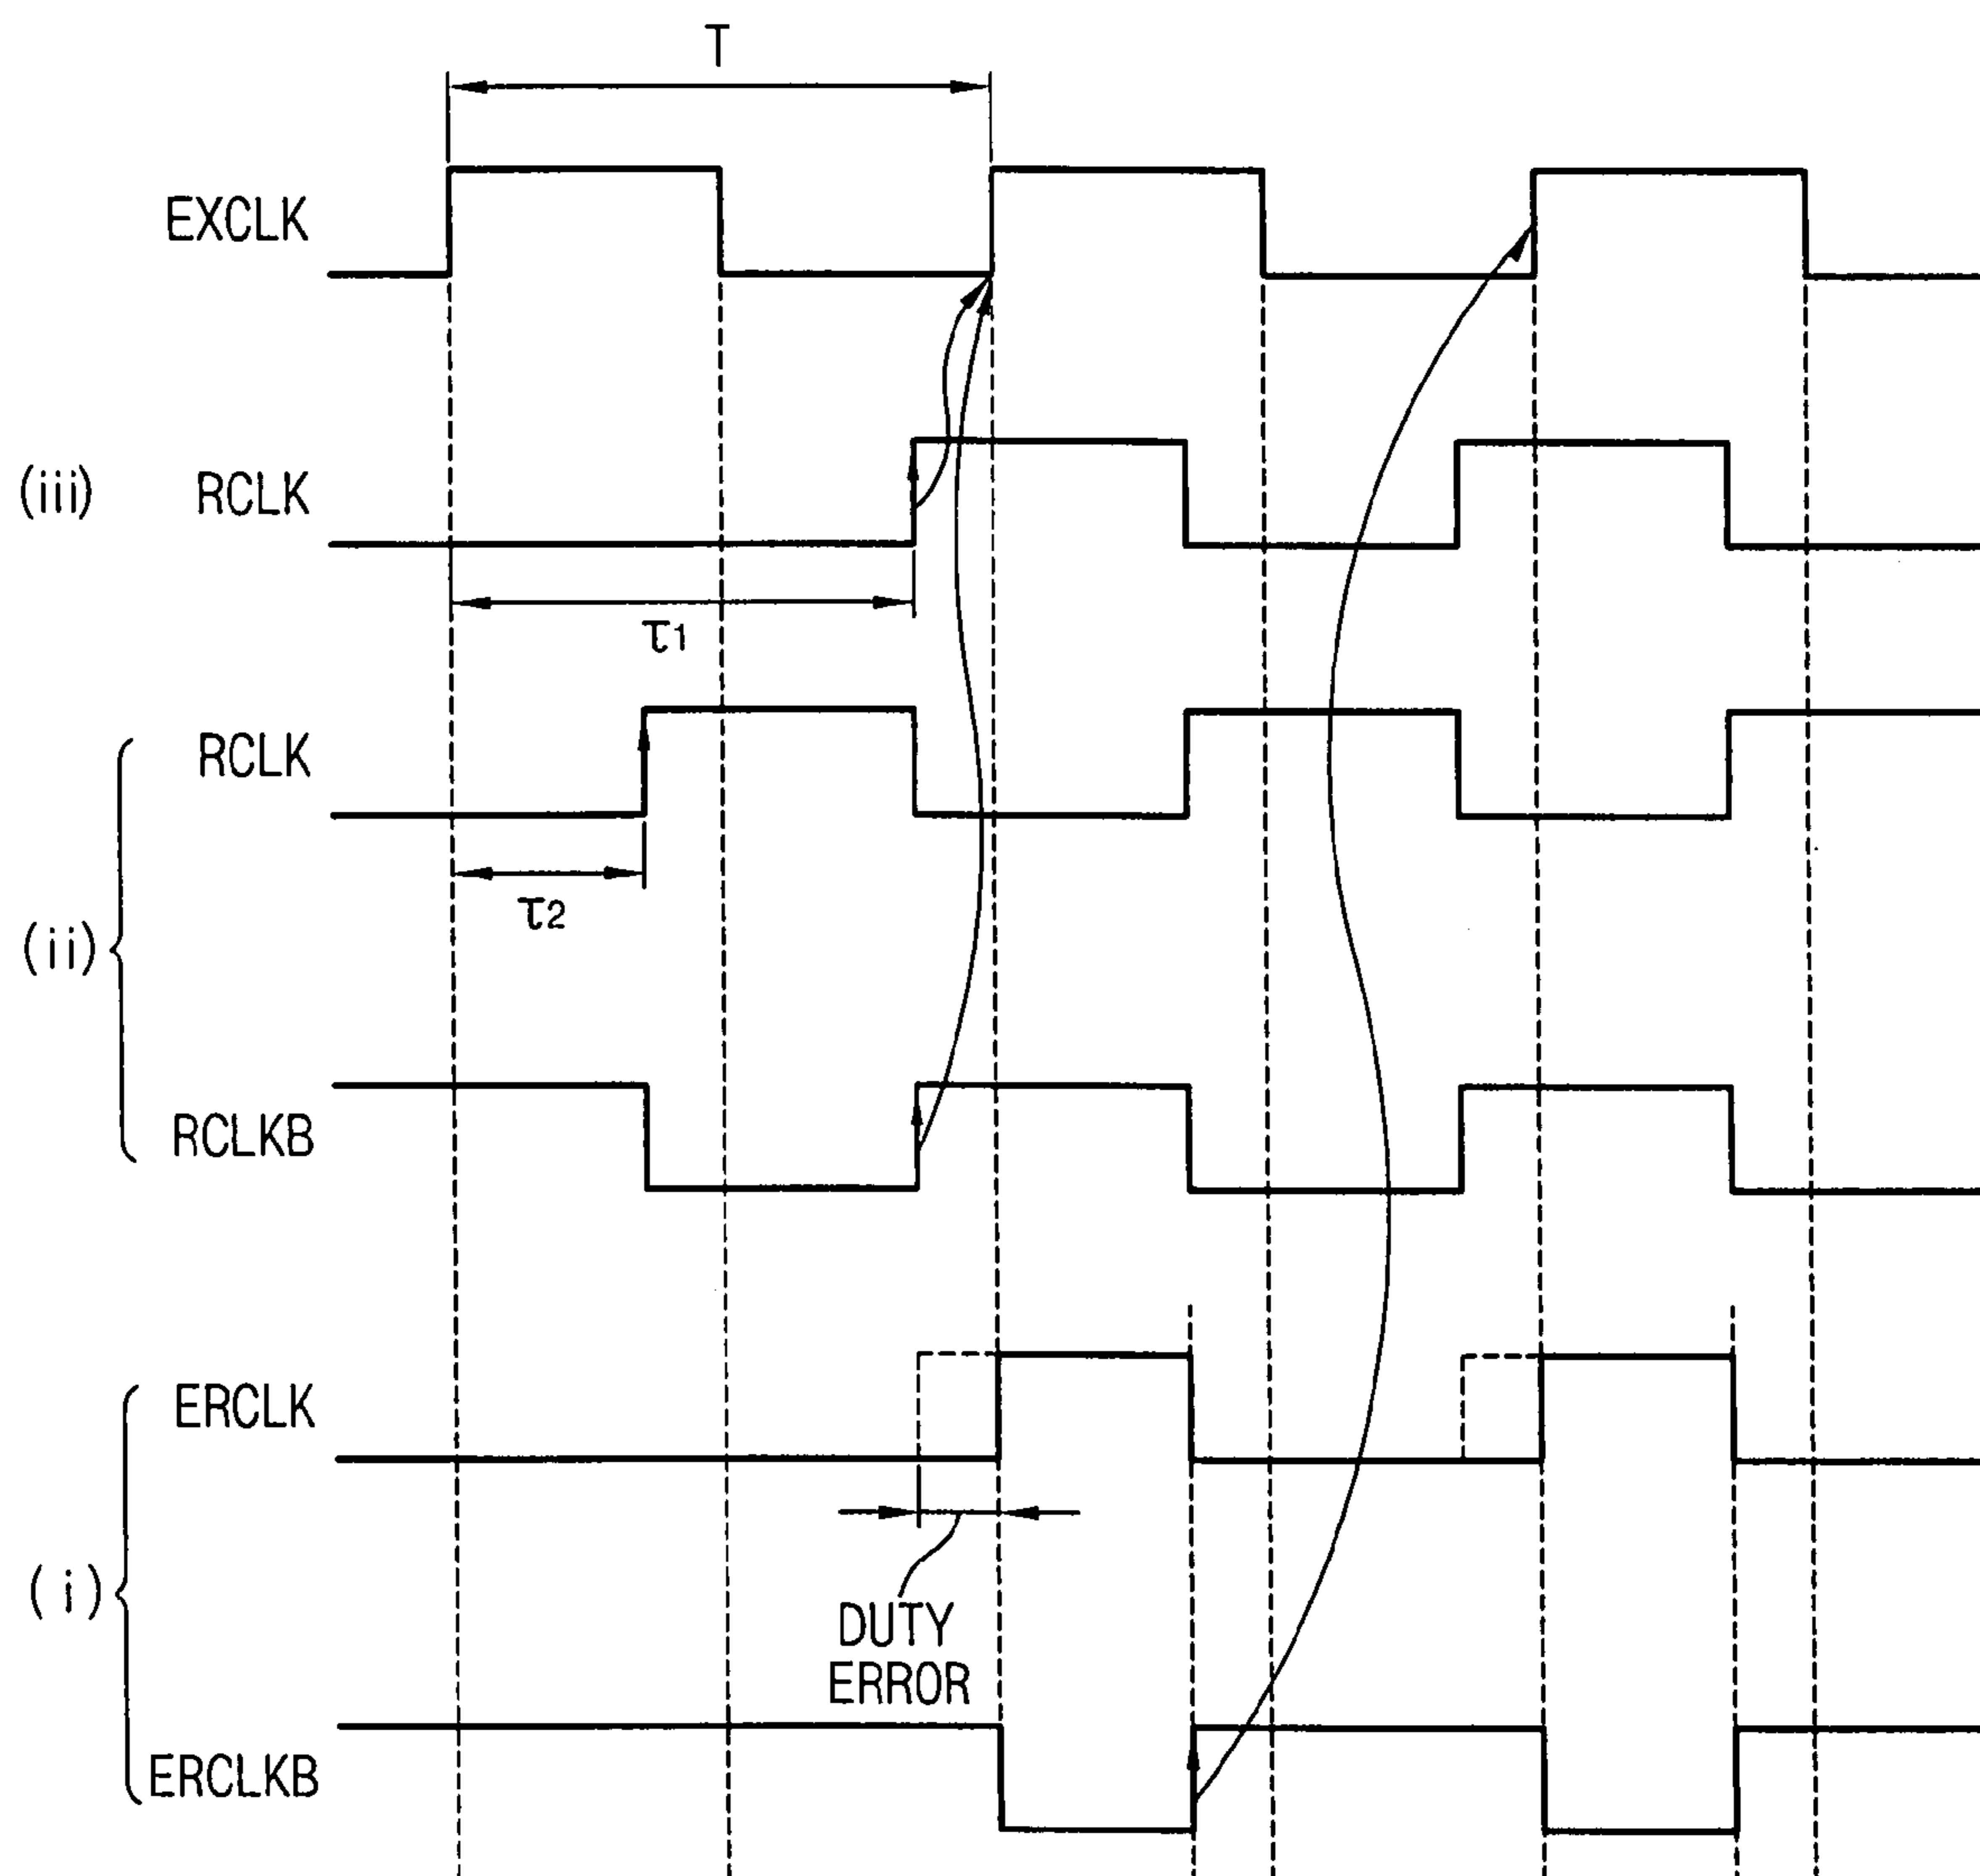 T
EXCLK
(iii) RCLK
τ1
RCLK
τ2
(ii)
RCLKB
ERCLK
(i)
DUTY
ERROR
ERCLKB